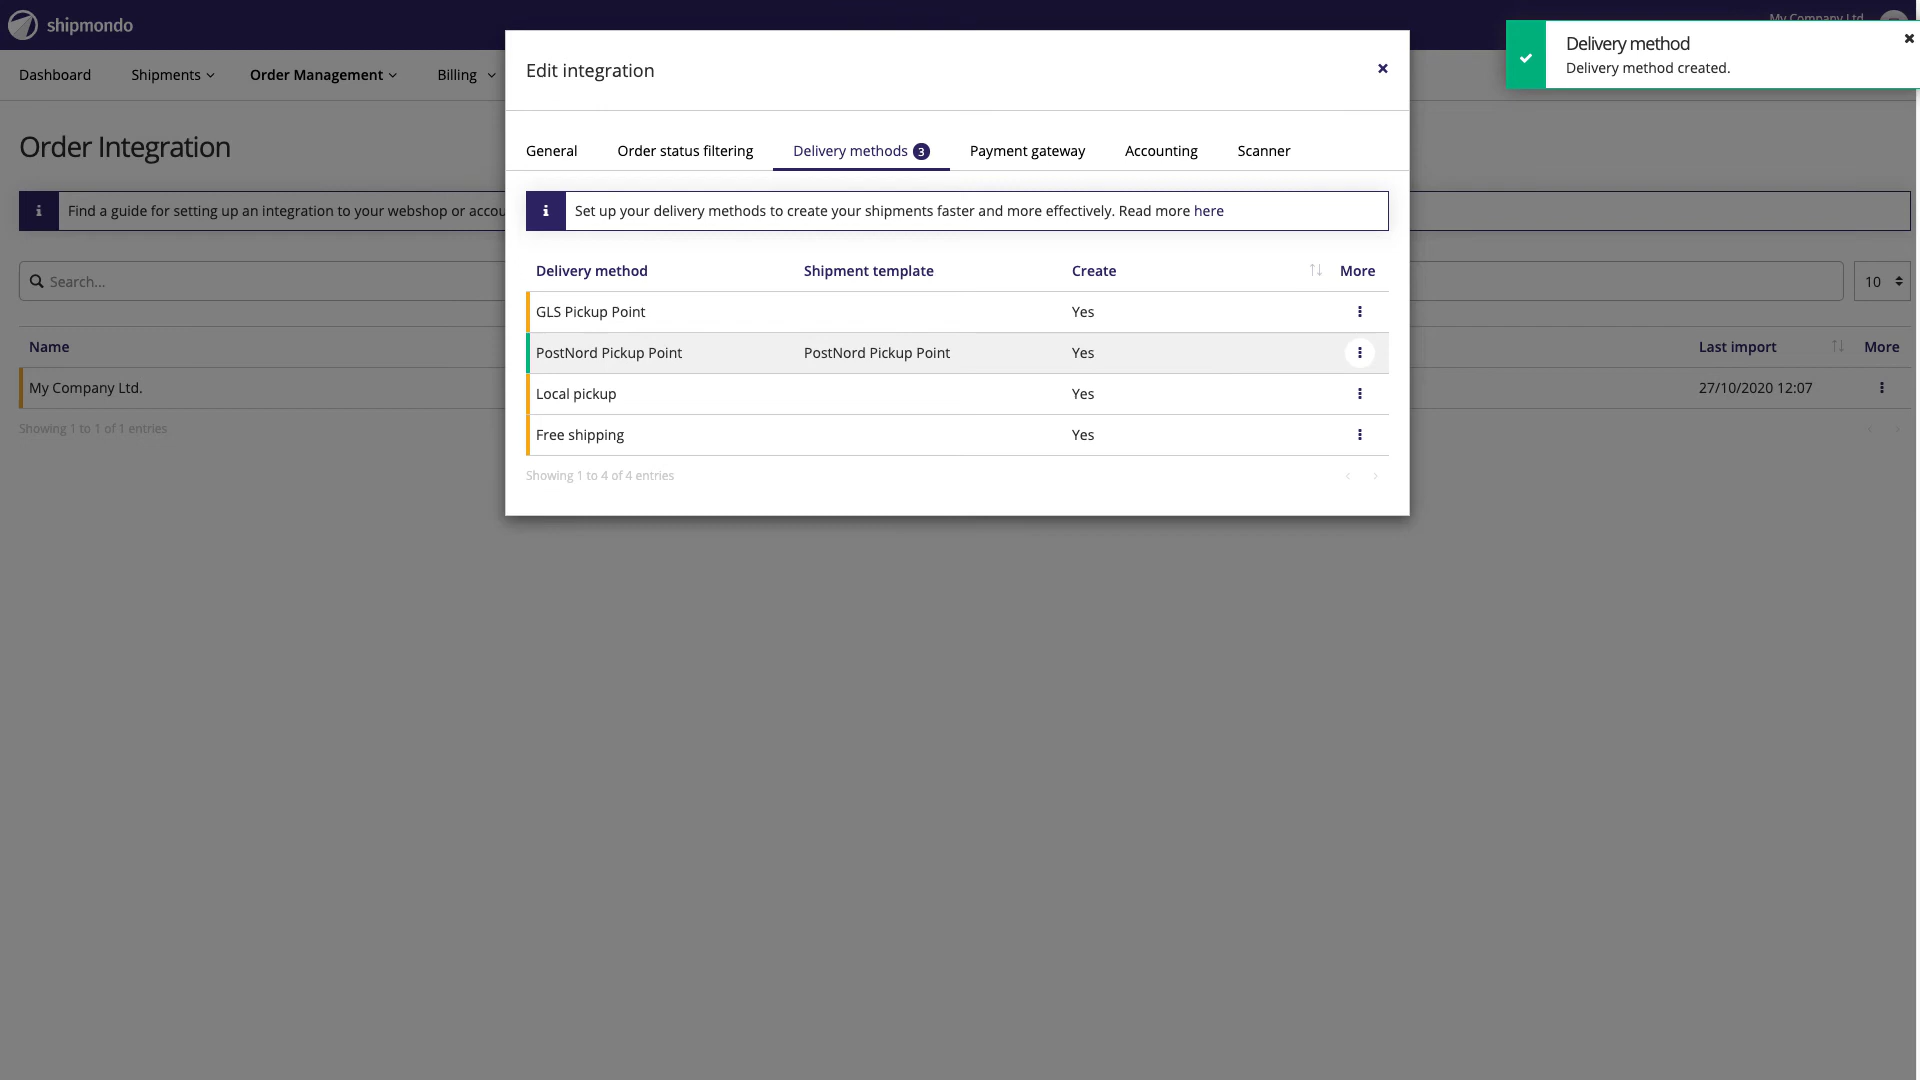 shipmondo
My Company Ltd.
Dashboard
Shipments
Order Management
Billing
Delivery method
Delivery method created.
Order Integration
Find a guide for setting up an integration to your webshop or accou
Search...
10
Name
Last import
More
My Company Ltd.
27/10/2020 12:07
Showing 1 to 1 of 1 entries
Edit integration
General
Order status filtering
Delivery methods 3
Payment gateway
Accounting
Scanner
Set up your delivery methods to create your shipments faster and more effectively. Read more here
Delivery method
Shipment template
Create
More
GLS Pickup Point
Yes
PostNord Pickup Point
PostNord Pickup Point
Yes
Local pickup
Yes
Free shipping
Yes
Showing 1 to 4 of 4 entries